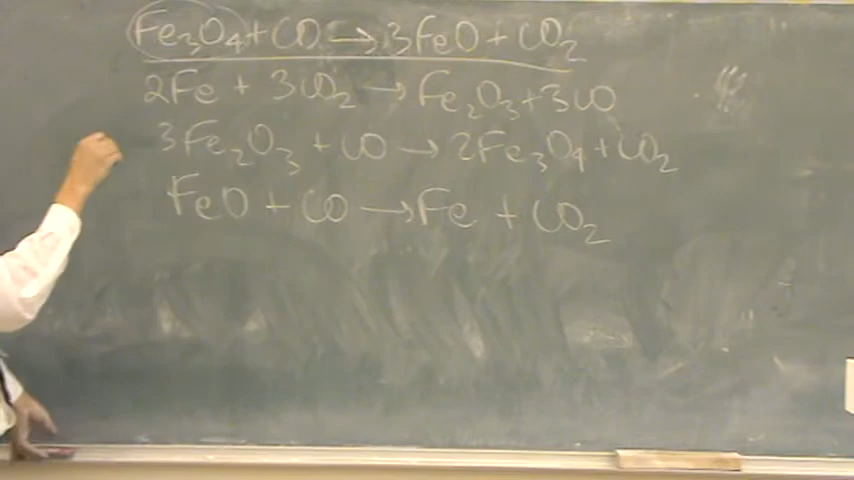 Fe₃O₄ + CO → 3FeO + CO₂
2Fe + 3CO₂ → Fe₂O₃ + 3CO
3Fe₂O₃ + CO → 2Fe₃O₄ + CO₂
FeO + CO → Fe + CO₂